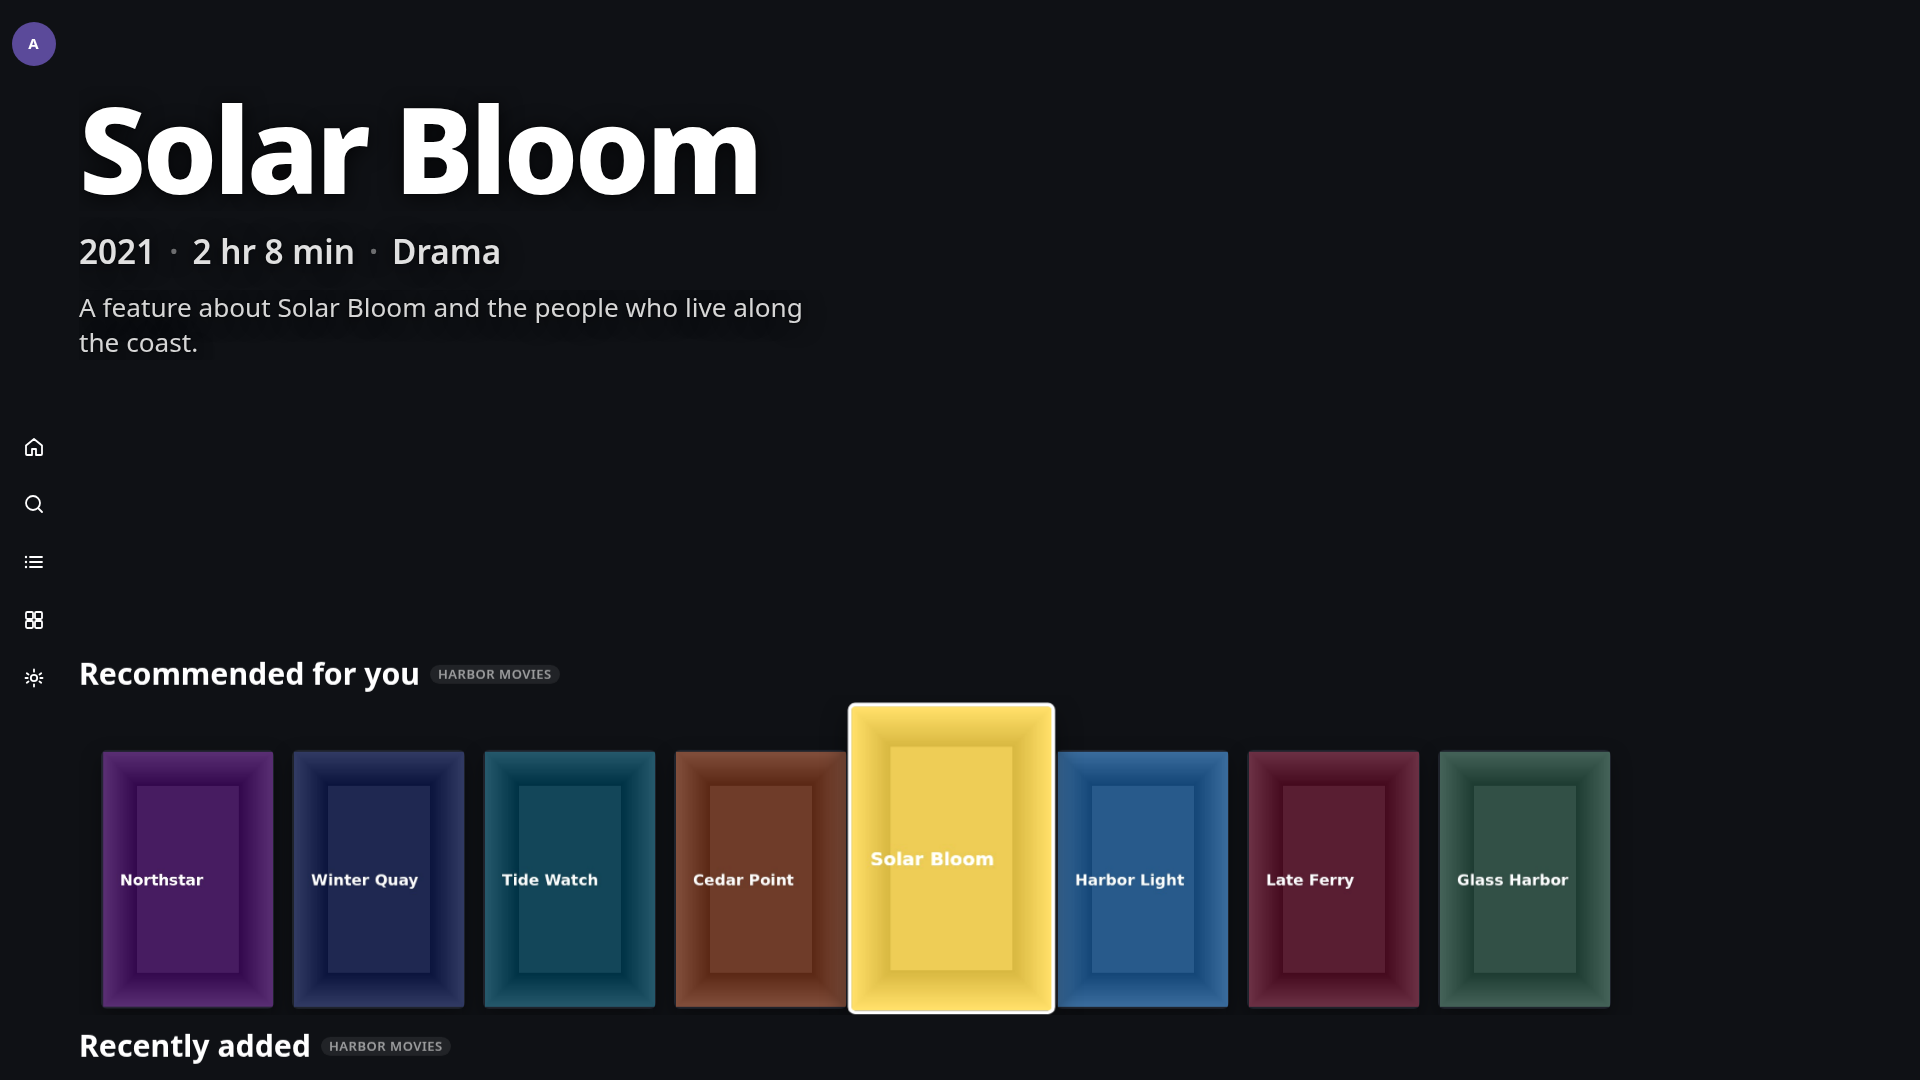 A
Solar Bloom
2021 · 2 hr 8 min · Drama
A feature about Solar Bloom and the people who live along
the coast.
Recommended for you HARBOR MOVIES
Northstar
Winter Quay
Tide Watch
Cedar Point
Solar Bloom
Harbor Light
Late Ferry
Glass Harbor
Recently added HARBOR MOVIES